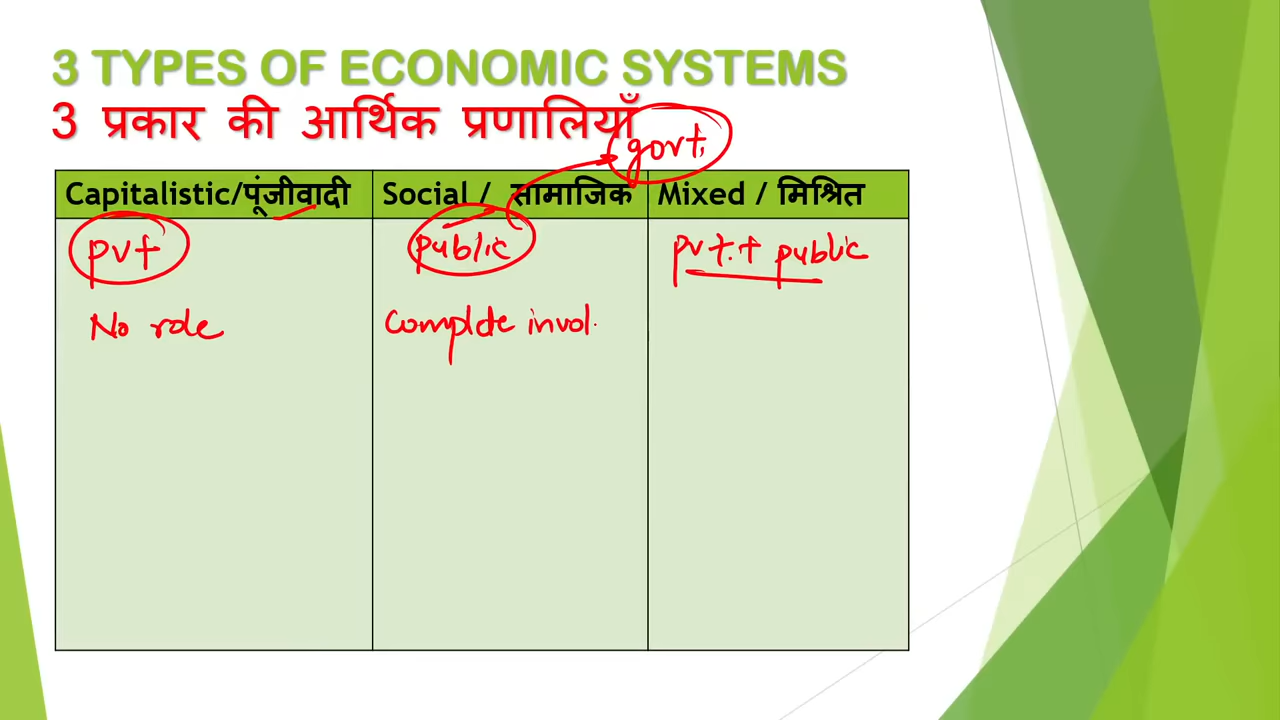 3 TYPES OF ECONOMIC SYSTEMS
3 प्रकार की आर्थिक प्रणालियाँ
govt.
Capitalistic/पूंजीवादी Social / सामाजिक Mixed / मिश्रित
pvt public pvt. + public
No role Complete invol.